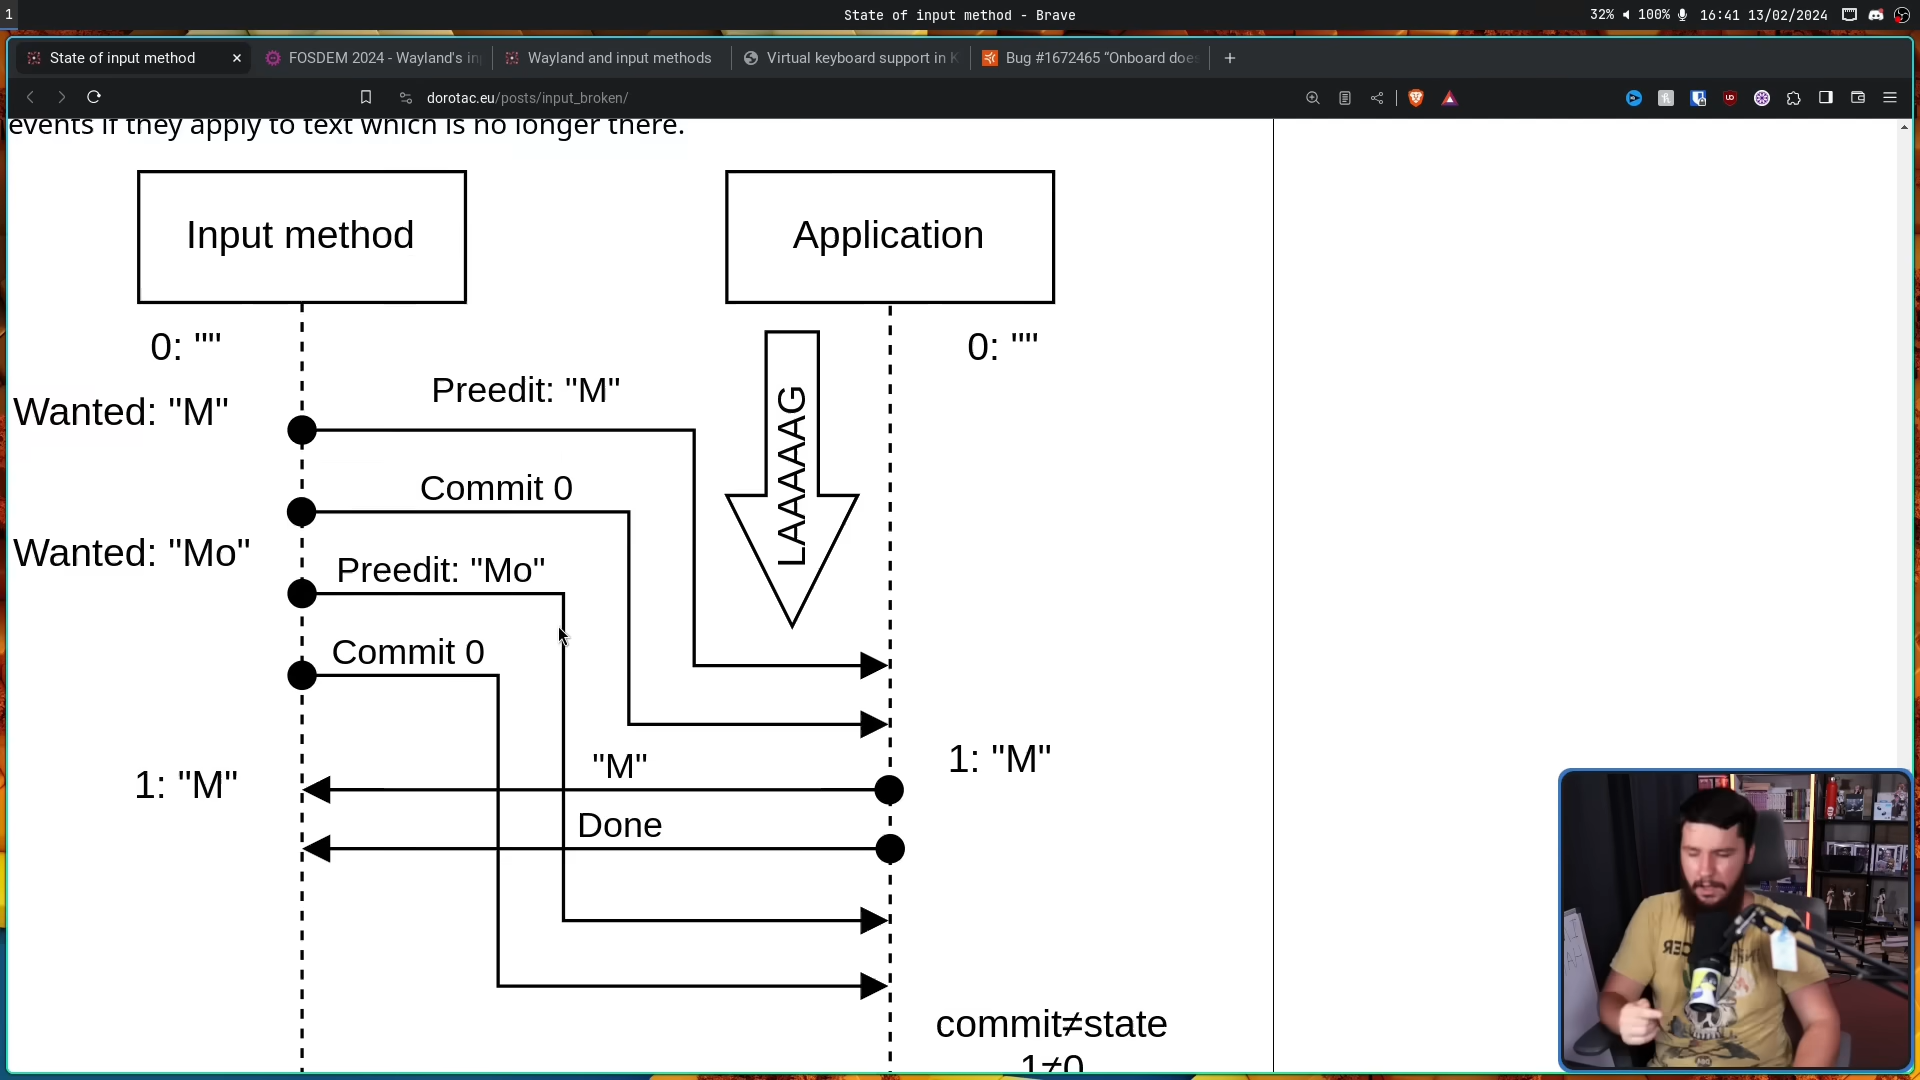 1
State of input method - Brave
32% 100% 16:41 13/02/2024
State of input method
FOSDEM 2024 - Wayland's in
Wayland and input methods
Virtual keyboard support in K
Bug #1672465 “Onboard does
dorotac.eu/posts/input_broken/
events if they apply to text which is no longer there.
Input method
Application
0: ""
0: ""
Preedit: "M"
Wanted: "M"
LAAAAAG
Commit 0
Wanted: "Mo"
Preedit: "Mo"
Commit 0
"M"
1: "M"
1: "M"
Done
commit≠state
1≠0